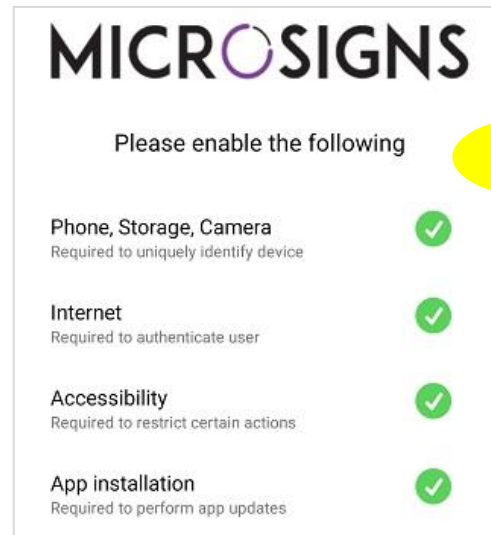 MICROSIGNS
Please enable the following
Phone, Storage, Camera
Required to uniquely identify device
Internet
Required to authenticate user
Accessibility
Required to restrict certain actions
App installation
Required to perform app updates